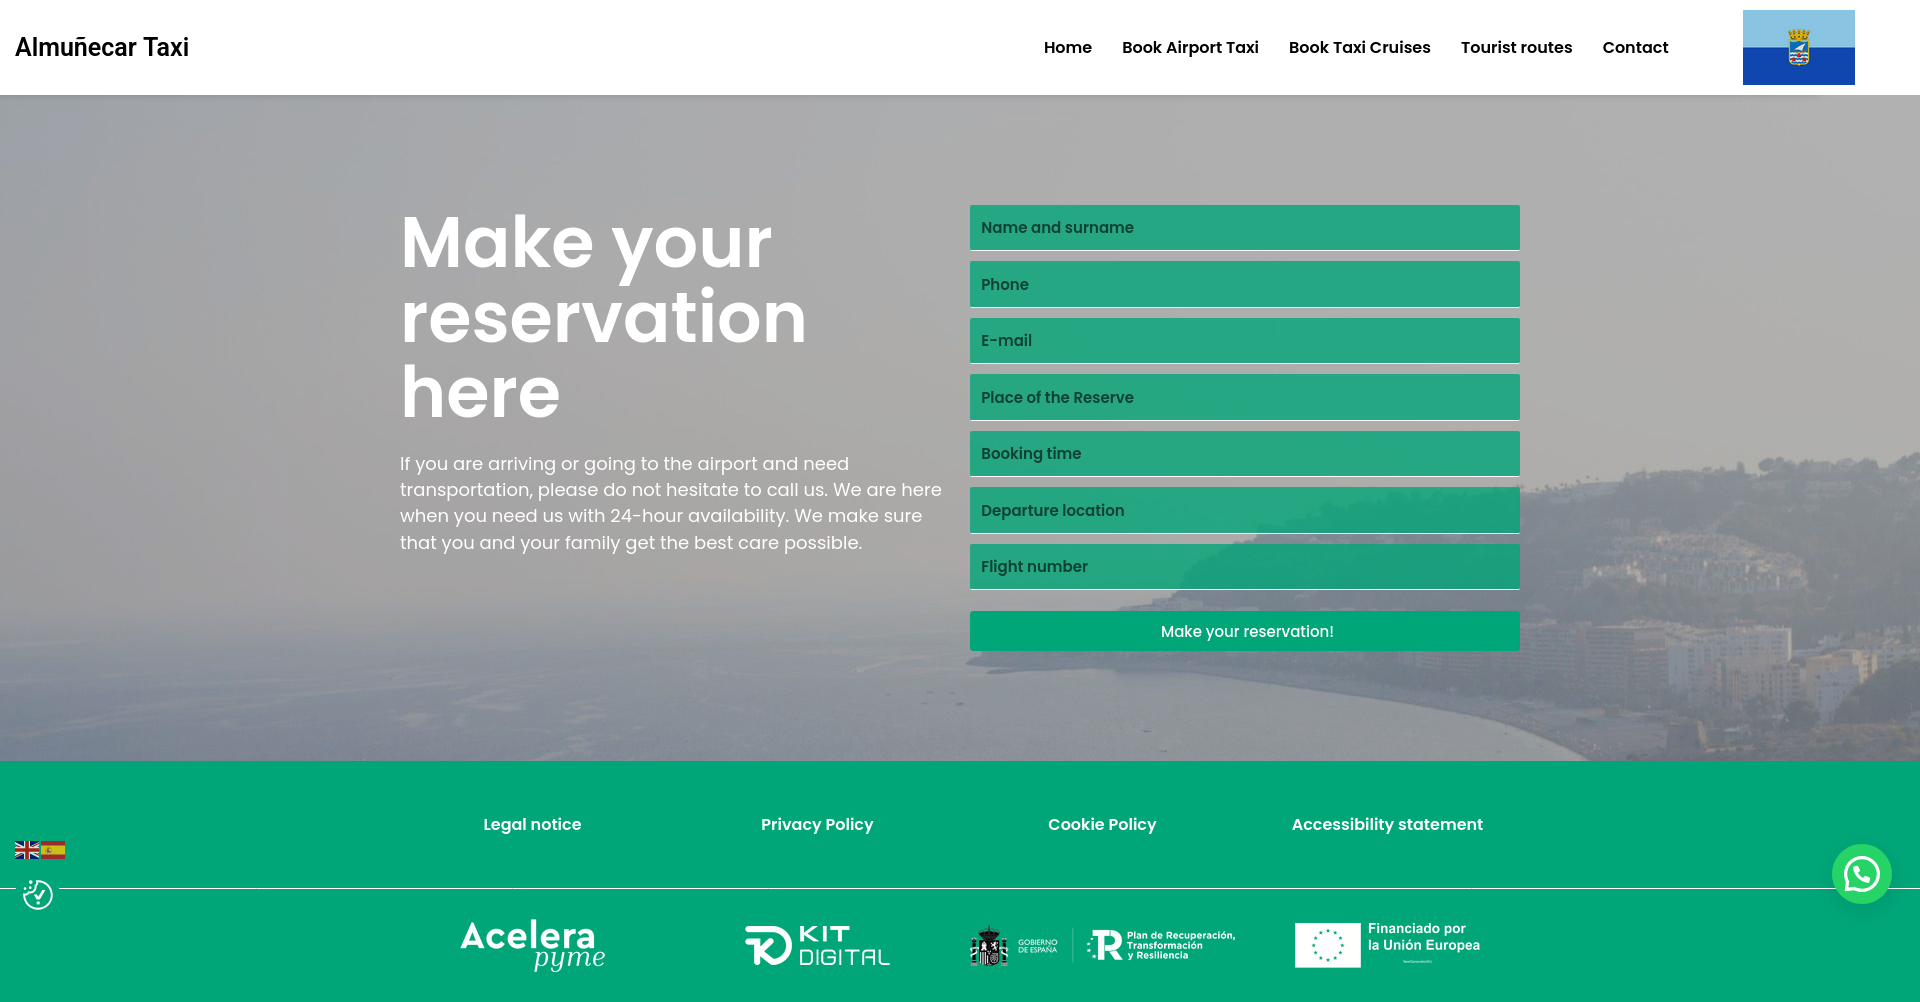 Almuñecar Taxi
Home
Book Airport Taxi
Book Taxi Cruises
Tourist routes
Contact
Make your
reservation
here
If you are arriving or going to the airport and need
transportation, please do not hesitate to call us. We are here
when you need us with 24-hour availability. We make sure
that you and your family get the best care possible.
Name and surname
Phone
E-mail
Place of the Reserve
Booking time
Departure location
Flight number
Make your reservation!
Legal notice
Privacy Policy
Cookie Policy
Accessibility statement
Acelera
pyme
KIT
DIGITAL
GOBIERNO
DE ESPAÑA
R
Plan de Recuperación,
Transformación
y Resiliencia
Financiado por
la Unión Europea